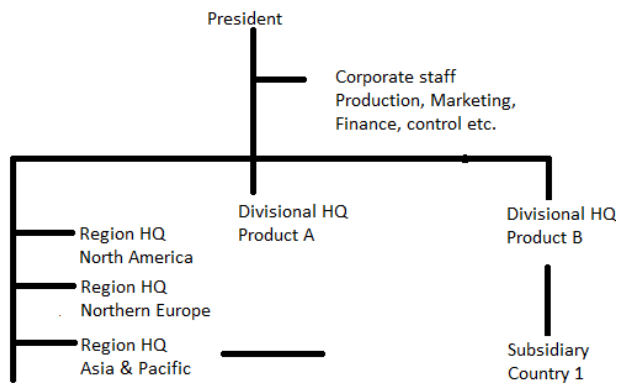 President
Corporate staff
Production, Marketing,
Finance, control etc.
Divisional HQ
Product A
Divisional HQ
Product B
Region HQ
North America
Region HQ
Northern Europe
Region HQ
Asia & Pacific
Subsidiary
Country 1